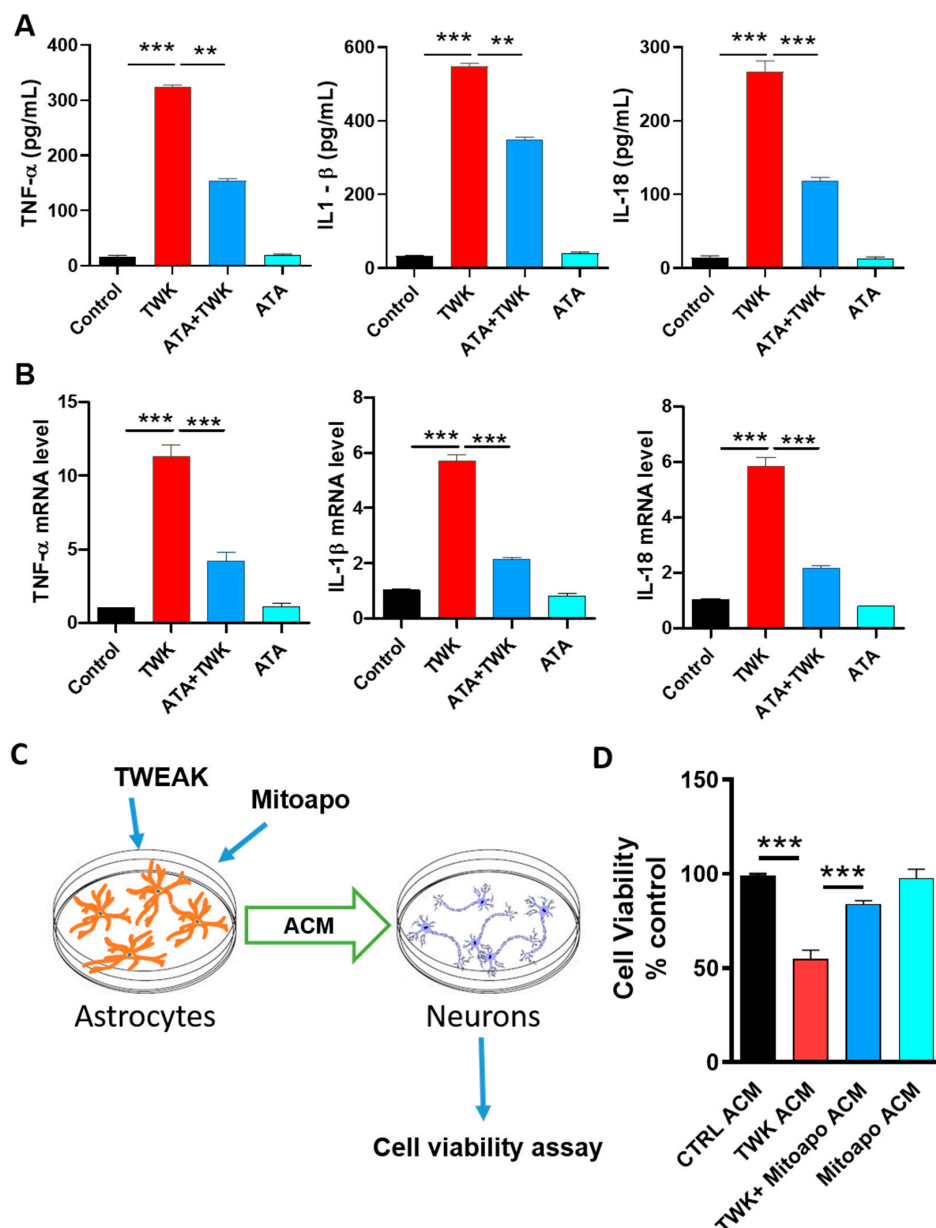 A
TNF-α (pg/mL)
400
300
200
100
0
***
**
Control
TWK
ATA+TWK
ATA
IL1 - β (pg/mL)
600
400
200
0
***
**
Control
TWK
ATA+TWK
ATA
IL-18 (pg/mL)
300
200
100
0
***
***
Control
TWK
ATA+TWK
ATA
B
TNF-α mRNA level
15
10
5
0
***
***
Control
TWK
ATA+TWK
ATA
IL-1β mRNA level
8
6
4
2
0
***
***
Control
TWK
ATA+TWK
ATA
IL-18 mRNA level
8
6
4
2
0
***
***
Control
TWK
ATA+TWK
ATA
C
TWEAK
Mitoapo
ACM
Astrocytes
Neurons
Cell viability assay
D
Cell Viability
% control
150
100
50
0
***
***
CTRL ACM
TWK ACM
TWK+ Mitoapo ACM
Mitoapo ACM